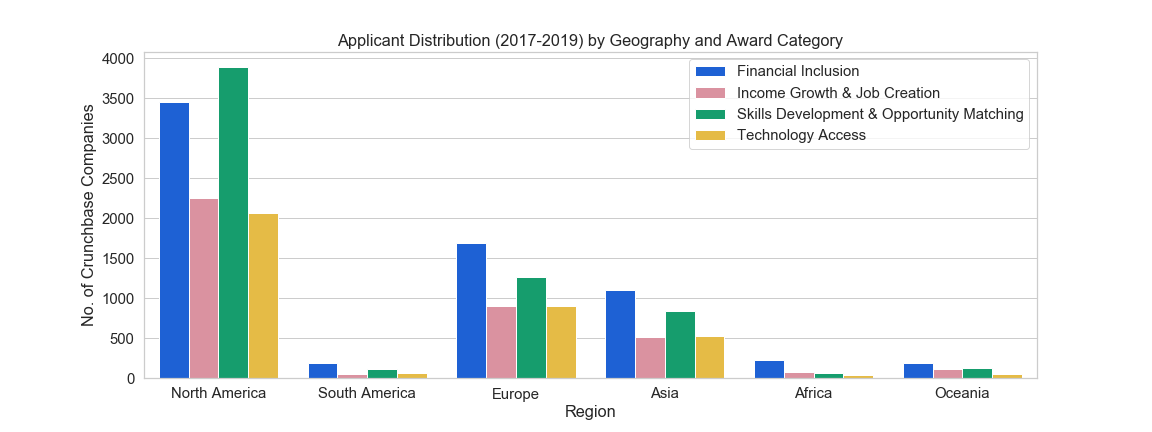 Applicant Distribution (2017-2019) by Geography and Award Category
Financial Inclusion
Income Growth & Job Creation
Skills Development & Opportunity Matching
Technology Access
No. of Crunchbase Companies
4000
3500
3000
2500
2000
1500
1000
500
0
North America
South America
Europe
Asia
Africa
Oceania
Region